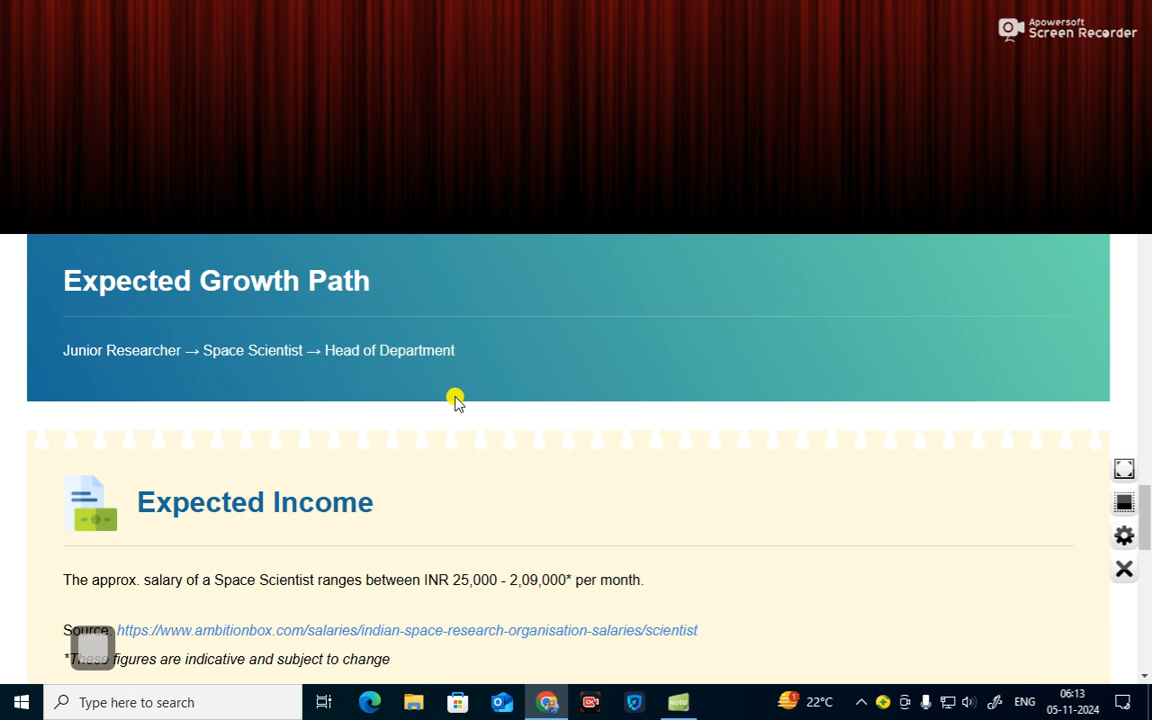 Apowersoft
Screen Recorder
Expected Growth Path
Junior Researcher → Space Scientist → Head of Department
Expected Income
The approx. salary of a Space Scientist ranges between INR 25,000 - 2,09,000* per month.
Source: https://www.ambitionbox.com/salaries/indian-space-research-organisation-salaries/scientist
*These figures are indicative and subject to change
Type here to search
22°C
ENG
06:13
05-11-2024